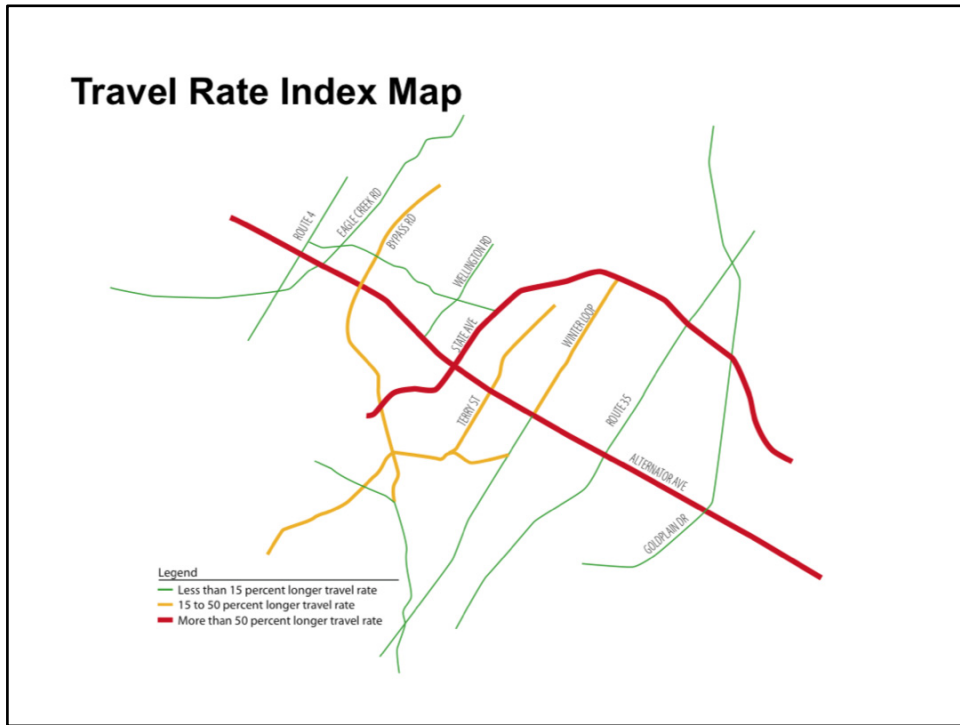 Travel Rate Index Map
ROUTE 4
EAGLE CREEK RD
BYPASS RD
WELLINGTON RD
STATE AVE
WINTER LOOP
TERRY ST
ROUTE 35
ALTERNATOR AVE
GOLDPLAIN DR
Legend
Less than 15 percent longer travel rate
15 to 50 percent longer travel rate
More than 50 percent longer travel rate